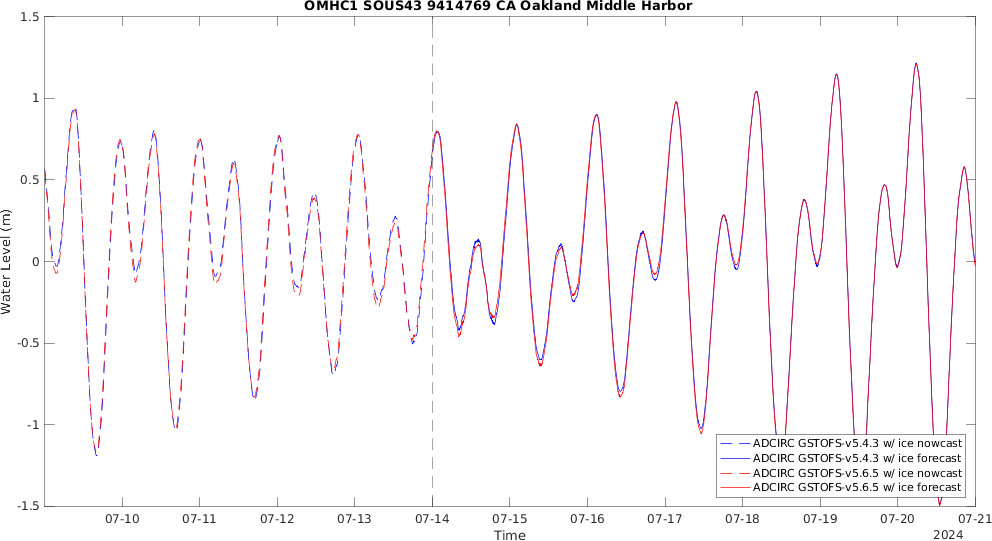 OMHC1 SOUS43 9414769 CA Oakland Middle Harbor
1.5
1
0.5
0
-0.5
-1
-1.5
Water Level (m)
07-10 07-11 07-12 07-13 07-14 07-15 07-16 07-17 07-18 07-19 07-20 07-21
Time
2024
ADCIRC GSTOFS-v5.4.3 w/ ice nowcast
ADCIRC GSTOFS-v5.4.3 w/ ice forecast
ADCIRC GSTOFS-v5.6.5 w/ ice nowcast
ADCIRC GSTOFS-v5.6.5 w/ ice forecast